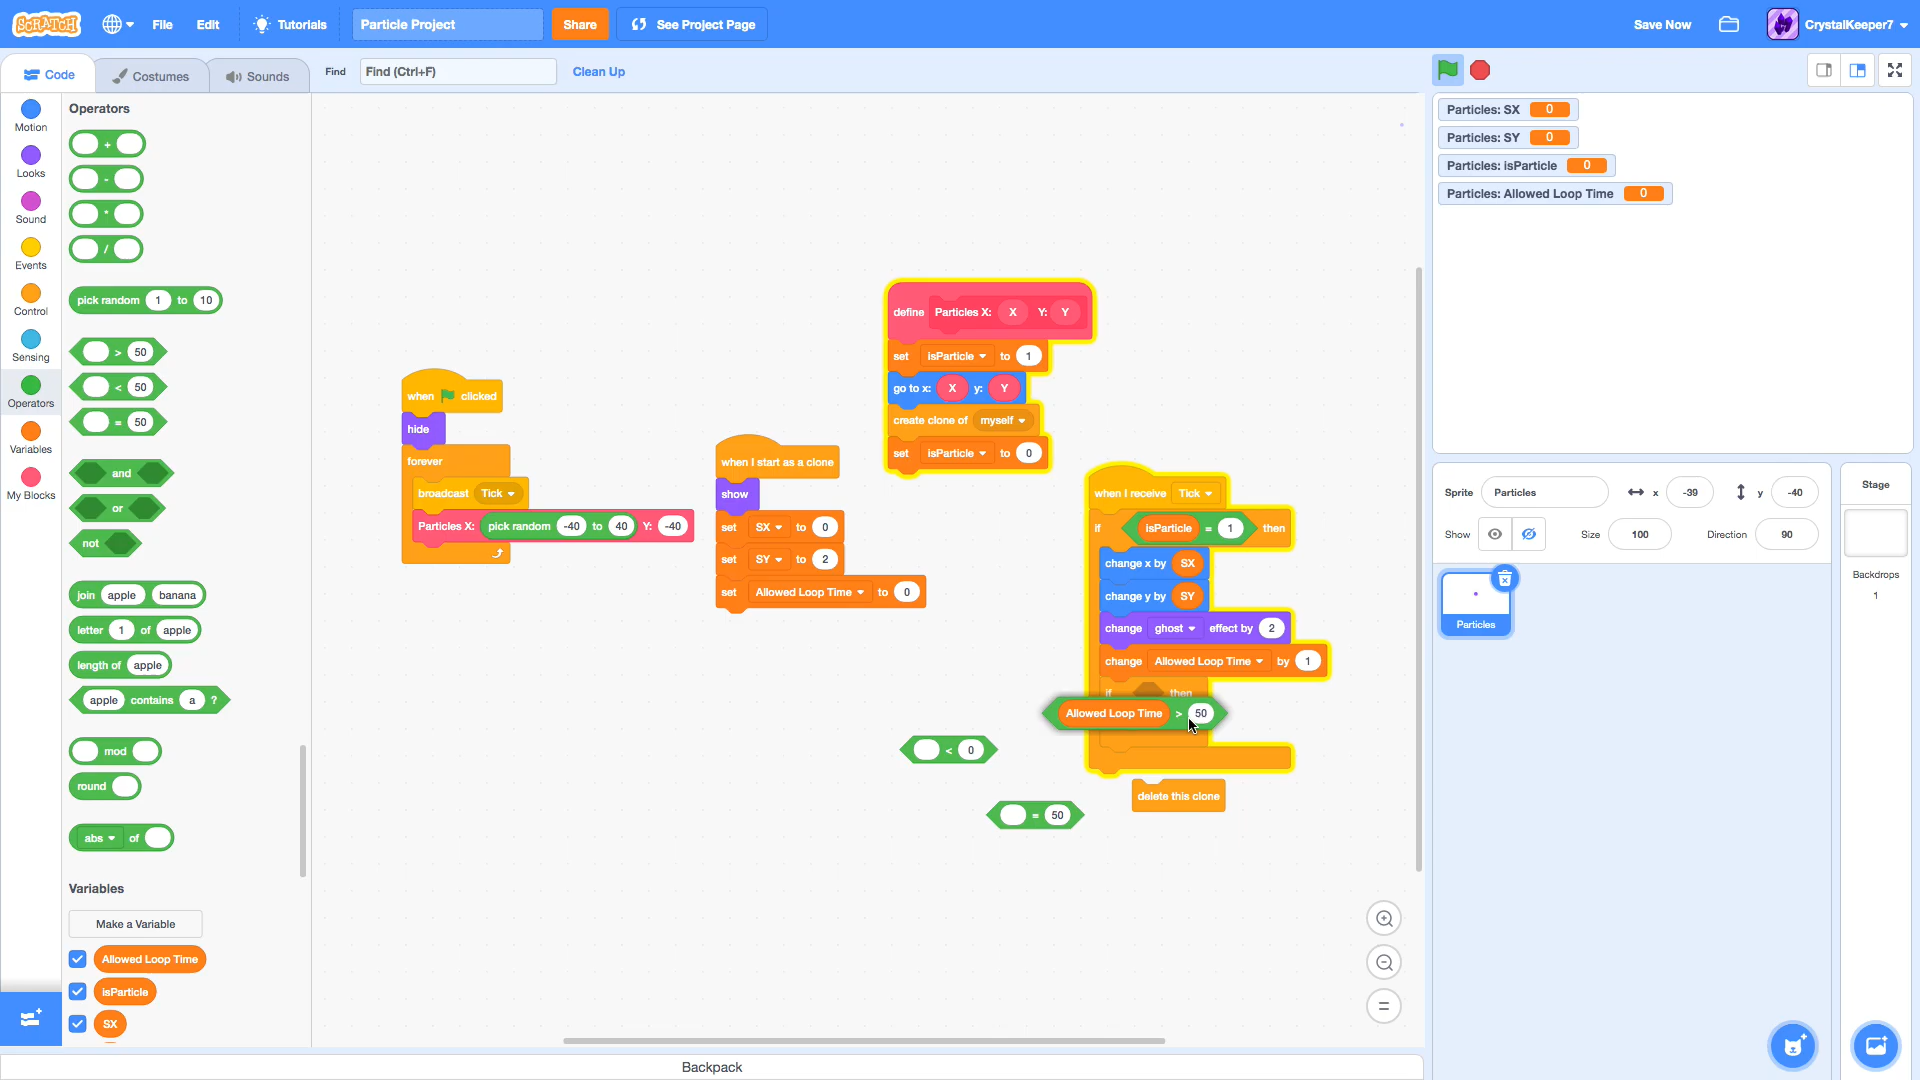 SCRATCH
File
Edit
Tutorials
Particle Project
Share
See Project Page
Save Now
CrystalKeeper7
Code
Costumes
Sounds
Find
Find (Ctrl+F)
Clean Up
Motion
Looks
Sound
Events
Control
Sensing
Operators
Variables
My Blocks
Operators
+
-
*
/
pick random 1 to 10
> 50
< 50
= 50
and
or
not
join apple banana
letter 1 of apple
length of apple
apple contains a ?
mod
round
abs of
Variables
Make a Variable
Allowed Loop Time
isParticle
SX
when clicked
hide
forever
broadcast Tick
Particles X: pick random -40 to 40 Y: -40
when I start as a clone
show
set SX to 0
set SY to 2
set Allowed Loop Time to 0
define Particles X: X Y: Y
set isParticle to 1
go to x: X y: Y
create clone of myself
set isParticle to 0
when I receive Tick
if isParticle = 1 then
change x by SX
change y by SY
change ghost effect by 2
change Allowed Loop Time by 1
if then
Allowed Loop Time > 50
< 0
= 50
delete this clone
Backpack
Particles: SX 0
Particles: SY 0
Particles: isParticle 0
Particles: Allowed Loop Time 0
Sprite Particles x -39 y -40
Show Size 100 Direction 90
Particles
Stage
Backdrops
1